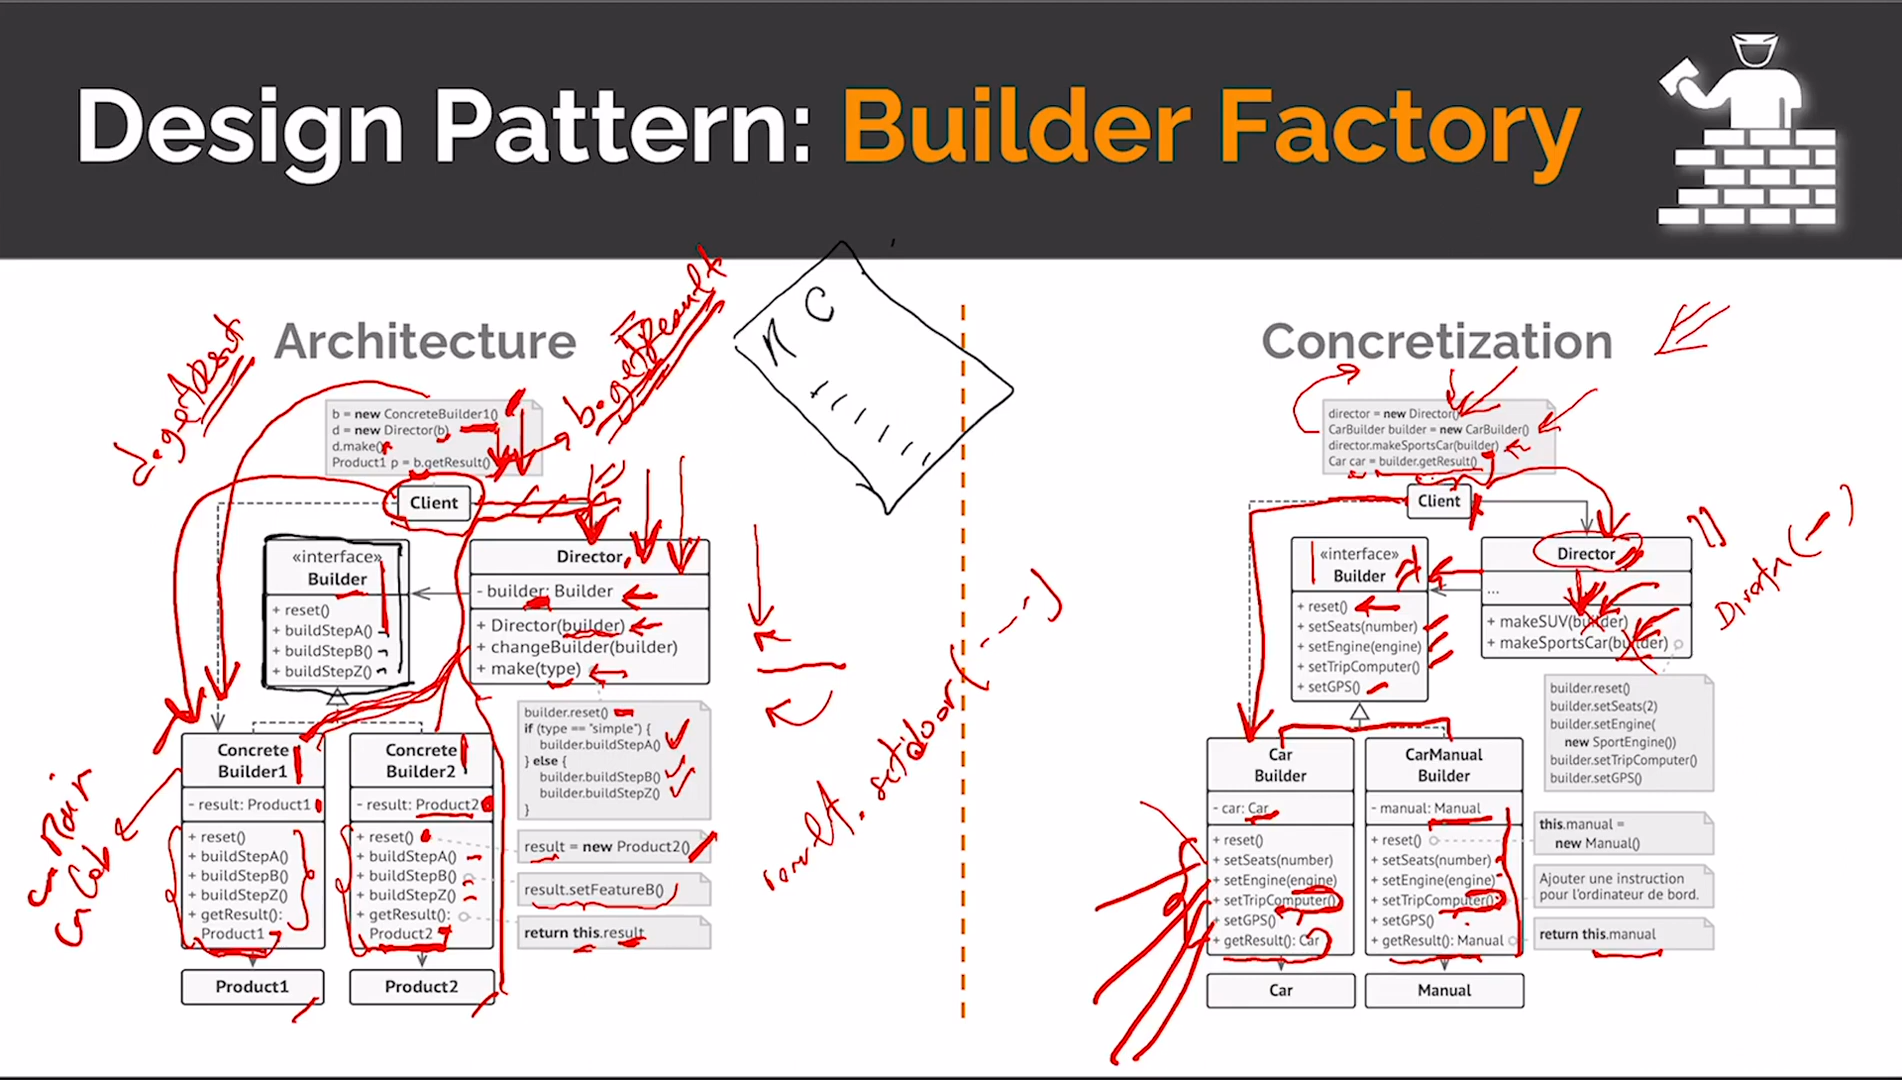 Design Pattern: Builder Factory
Architecture
b = new ConcreteBuilder1()
d = new Director(b)
d.make()
Product1 p = b.getResult()
b.getResult
Client
«interface»
Builder
+ reset()
+ buildStepA()
+ buildStepB()
+ buildStepZ()
Director
- builder: Builder
+ Director(builder)
+ changeBuilder(builder)
+ make(type)
builder.reset()
if (type == "simple") {
builder.buildStepA()
} else {
builder.buildStepB()
builder.buildStepZ()
}
Concrete
Builder1
- result: Product1
+ reset()
+ buildStepA()
+ buildStepB()
+ buildStepZ()
+ getResult():
Product1
Concrete
Builder2
- result: Product2
+ reset()
+ buildStepA()
+ buildStepB()
+ buildStepZ()
+ getResult():
Product2
result = new Product2()
result.setFeatureB()
return this.result
Product1
Product2
result.setdoor(---)
Concretization
director = new Director()
CarBuilder builder = new CarBuilder()
director.makeSportsCar(builder)
Car car = builder.getResult()
Client
«interface»
Builder
+ reset()
+ setSeats(number)
+ setEngine(engine)
+ setTripComputer()
+ setGPS()
Director
...
+ makeSUV(builder)
+ makeSportsCar(builder)
builder.reset()
builder.setSeats(2)
builder.setEngine(
new SportEngine())
builder.setTripComputer()
builder.setGPS()
Car
Builder
- car: Car
+ reset()
+ setSeats(number)
+ setEngine(engine)
+ setTripComputer()
+ setGPS()
+ getResult(): Car
CarManual
Builder
- manual: Manual
+ reset()
+ setSeats(number)
+ setEngine(engine)
+ setTripComputer()
+ setGPS()
+ getResult(): Manual
this.manual =
new Manual()
Ajouter une instruction
pour l'ordinateur de bord.
return this.manual
Car
Manual